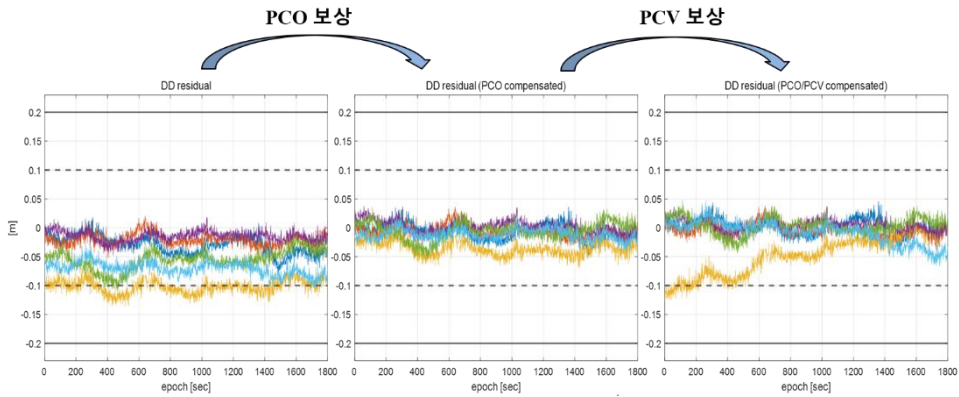 PCO 보상
PCV 보상
DD residual
DD residual (PCO compensated)
DD residual (PCO/PCV compensated)
[m]
0.2
0.15
0.1
0.05
0
-0.05
-0.1
-0.15
-0.2
0 200 400 600 800 1000 1200 1400 1600 1800
epoch [sec]
0.2
0.15
0.1
0.05
0
-0.05
-0.1
-0.15
-0.2
0 200 400 600 800 1000 1200 1400 1600 1800
epoch [sec]
0.2
0.15
0.1
0.05
0
-0.05
-0.1
-0.15
-0.2
0 200 400 600 800 1000 1200 1400 1600 1800
epoch [sec]